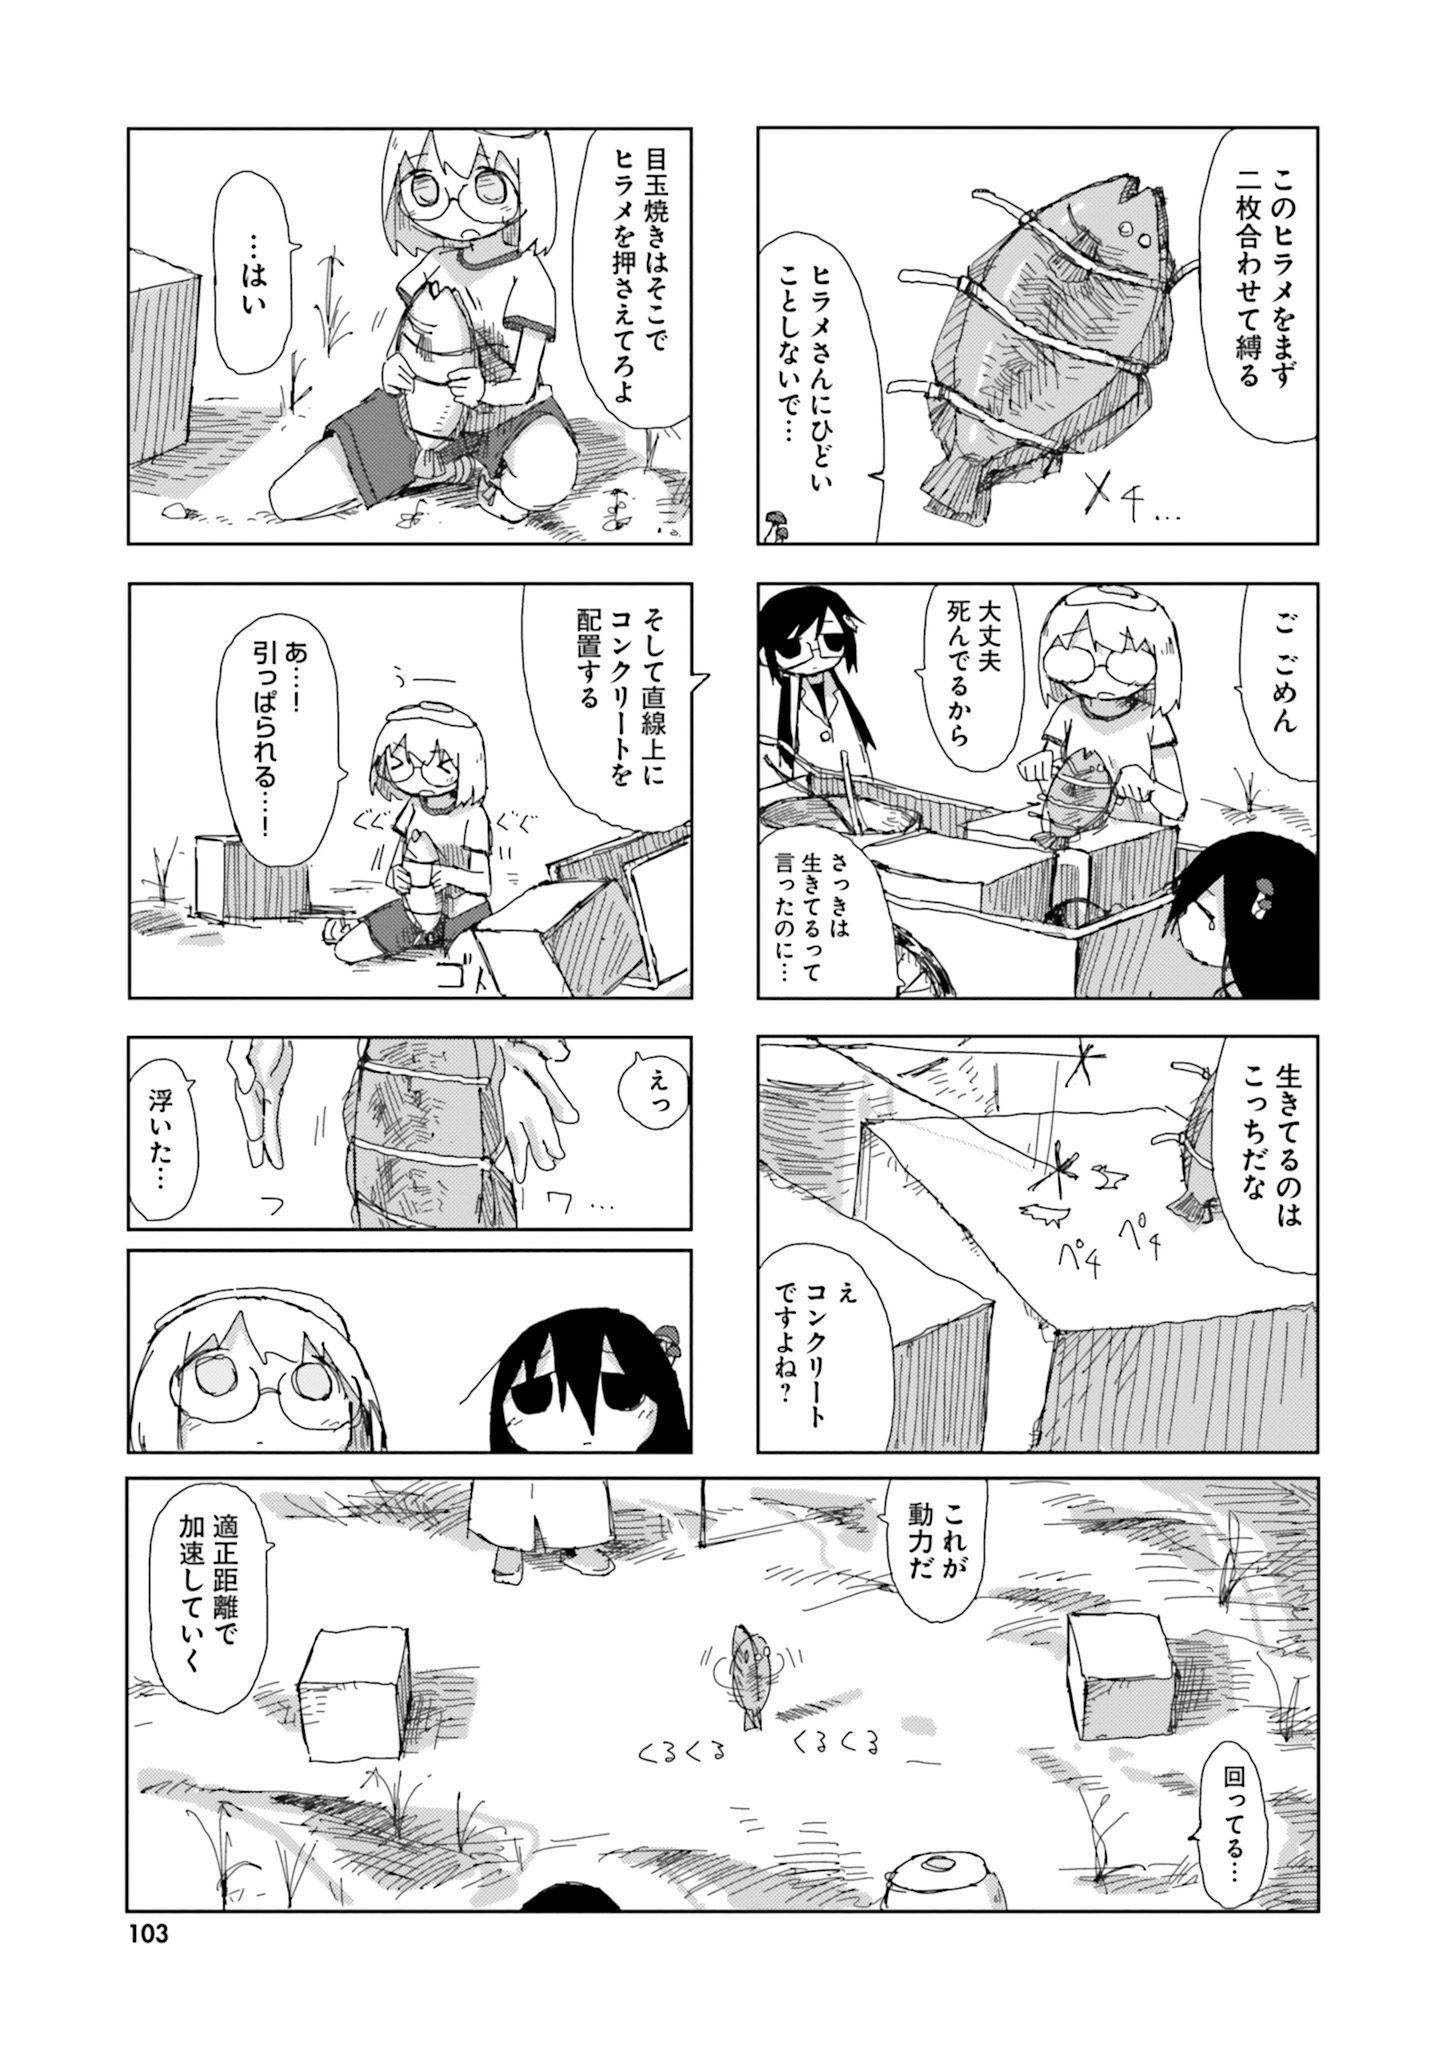 このヒラメをまず
二枚合わせて縛る
ヒラメさんにひどい
ことしないで…
メチ…
ご ごめん
大丈夫
死んでるから
さっきは
生きてるって
言ったのに…
生きてるのは
こっちだな
ペチ
ペチ
え
コンクリート
ですよね?
目玉焼きはそこで
ヒラメを押さえてろよ
…はい
そして直線上に
コンクリートを
配置する
うー
あ…!
引っぱられる…!
ぐぐ
ぐぐ
ゴト
えっ
フワ…
浮いた…
これが
動力だ
適正距離で
加速していく
くるくる
くるくる
回ってる…
103